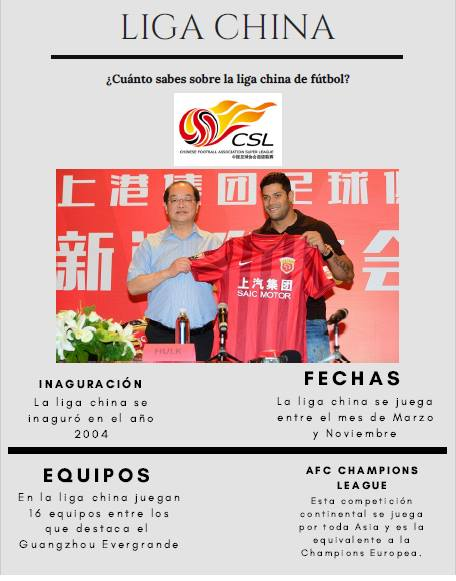 LIGA CHINA
¿Cuánto sabes sobre la liga china de fútbol?
CSL
CHINESE FOOTBALL ASSOCIATION SUPER LEAGUE
中国足球协会超级联赛
上港集团足球俱
新
会
上汽集团
SAIC MOTOR
HULK
INAGURACIÓN
La liga china se
inaguró en el año
2004
FECHAS
La liga china se juega
entre el mes de Marzo
y Noviembre
EQUIPOS
En la liga china juegan
16 equipos entre los
que destaca el
Guangzhou Evergrande
AFC CHAMPIONS
LEAGUE
Esta competición
continental se juega
por toda Asia y es la
equivalente a la
Champions Europea.